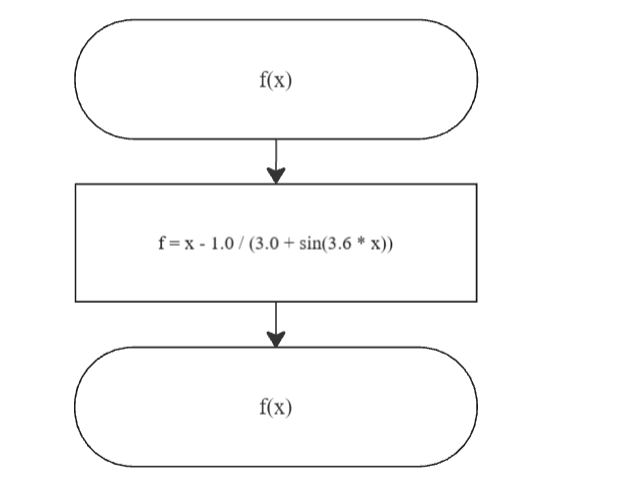 f(x)
f = x - 1.0 / (3.0 + sin(3.6 * x))
f(x)